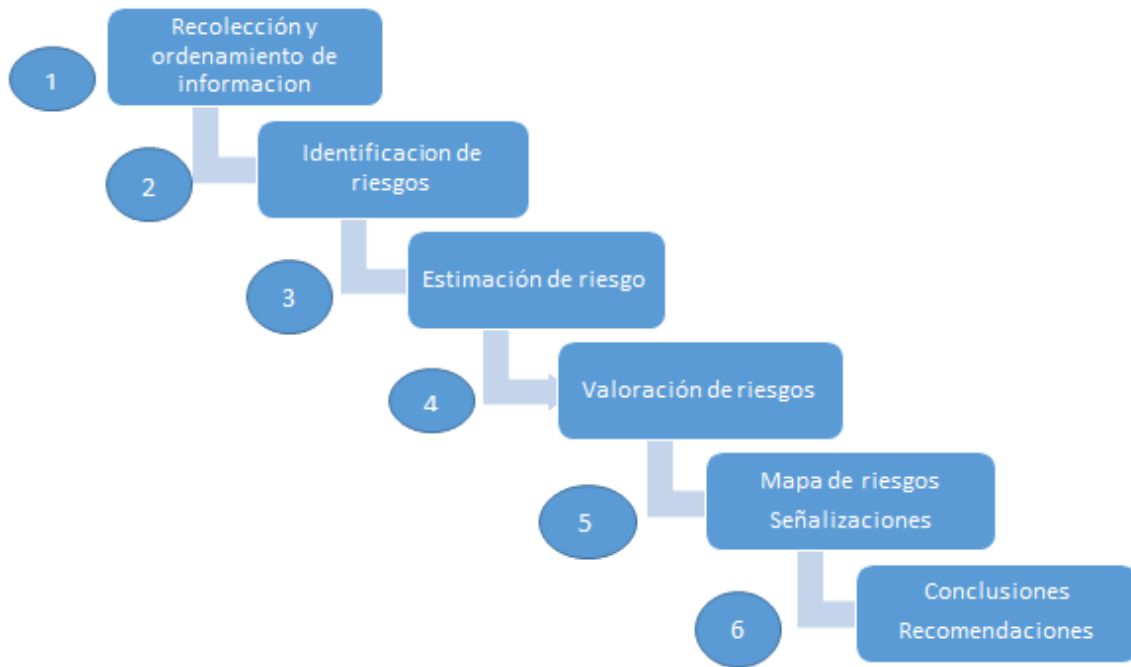 Recolección y
ordenamiento de
informacion
1
Identificacion de
riesgos
2
Estimación de riesgo
3
Valoración de riesgos
4
Mapa de riesgos
Señalizaciones
5
Conclusiones
Recomendaciones
6